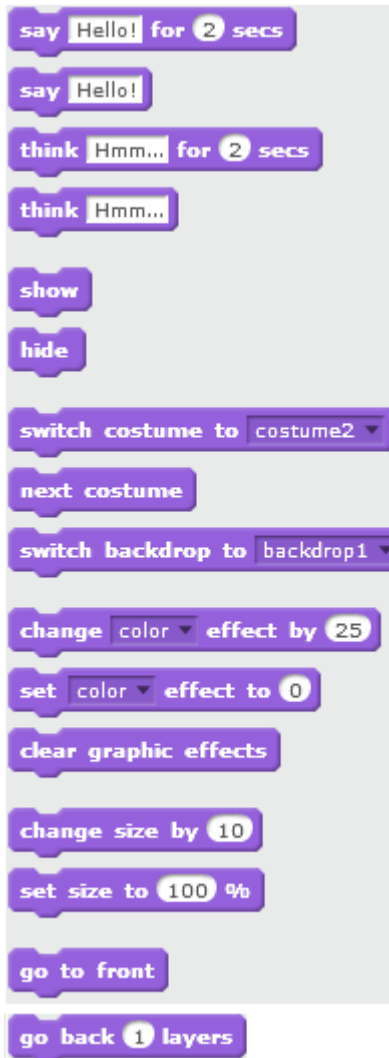 say Hello! for 2 secs
say Hello!
think Hmm... for 2 secs
think Hmm...
show
hide
switch costume to costume2
next costume
switch backdrop to backdrop1
change color effect by 25
set color effect to 0
clear graphic effects
change size by 10
set size to 100 %
go to front
go back 1 layers